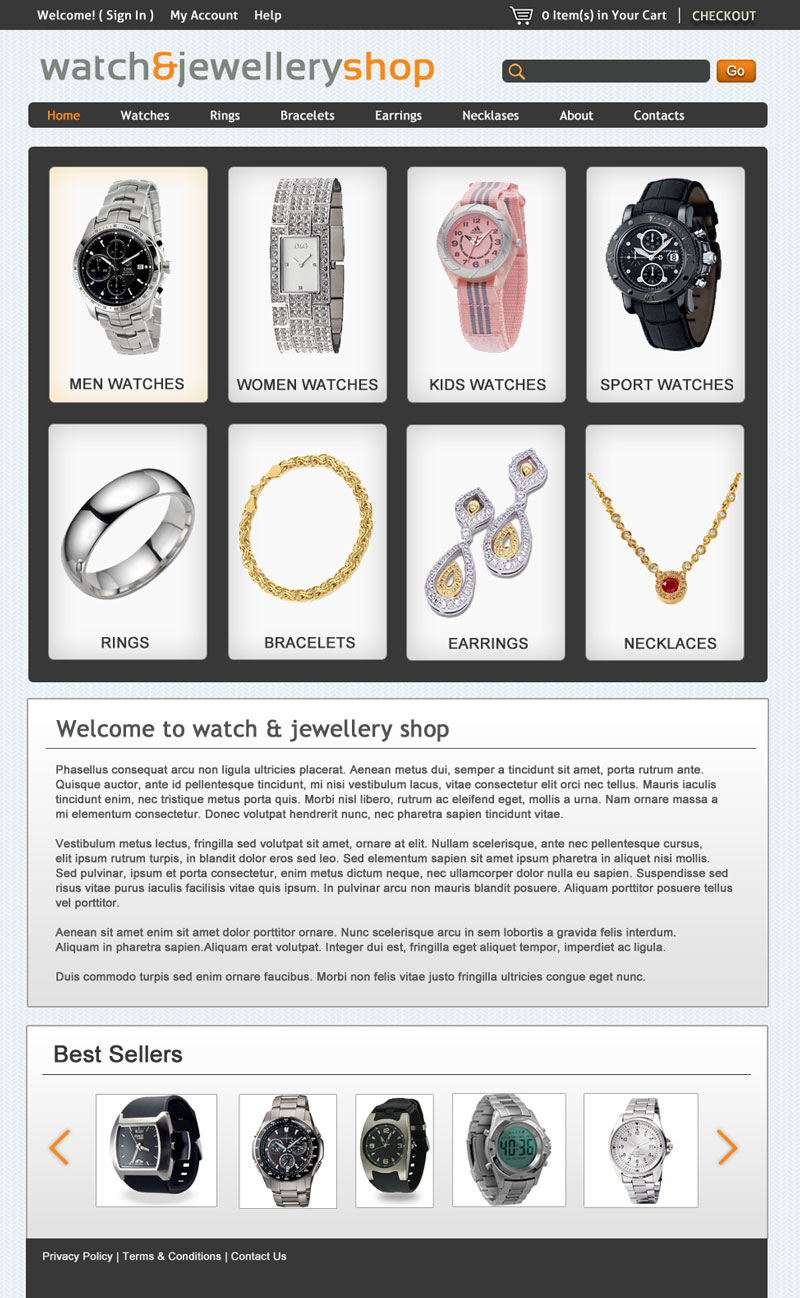 Welcome! ( Sign In ) My Account Help 0 Item(s) in Your Cart | CHECKOUT
watch&jewelleryshop
Go
Home Watches Rings Bracelets Earrings Necklases About Contacts
D&G
adidas
MEN WATCHES WOMEN WATCHES KIDS WATCHES SPORT WATCHES
RINGS BRACELETS EARRINGS NECKLACES
Welcome to watch & jewellery shop
Phasellus consequat arcu non ligula ultricies placerat. Aenean metus dui, semper a tincidunt sit amet, porta rutrum ante.
Quisque auctor, ante id pellentesque tincidunt, mi nisi vestibulum lacus, vitae consectetur elit orci nec tellus. Mauris iaculis
tincidunt enim, nec tristique metus porta quis. Morbi nisl libero, rutrum ac eleifend eget, mollis a urna. Nam ornare massa a
mi elementum consectetur. Donec volutpat hendrerit nunc, nec pharetra sapien tincidunt vitae.
Vestibulum metus lectus, fringilla sed volutpat sit amet, ornare at elit. Nullam scelerisque, ante nec pellentesque cursus,
elit ipsum rutrum turpis, in blandit dolor eros sed leo. Sed elementum sapien sit amet ipsum pharetra in aliquet nisi mollis.
Sed pulvinar, ipsum et porta consectetur, enim metus dictum neque, nec ullamcorper dolor nulla eu sapien. Suspendisse sed
risus vitae purus iaculis facilisis vitae quis ipsum. In pulvinar arcu non mauris blandit posuere. Aliquam porttitor posuere tellus
vel porttitor.
Aenean sit amet enim sit amet dolor porttitor ornare. Nunc scelerisque arcu in sem lobortis a gravida felis interdum.
Aliquam in pharetra sapien.Aliquam erat volutpat. Integer dui est, fringilla eget aliquet tempor, imperdiet ac ligula.
Duis commodo turpis sed enim ornare faucibus. Morbi non felis vitae justo fringilla ultricies congue eget nunc.
Best Sellers
40:36
Privacy Policy | Terms & Conditions | Contact Us